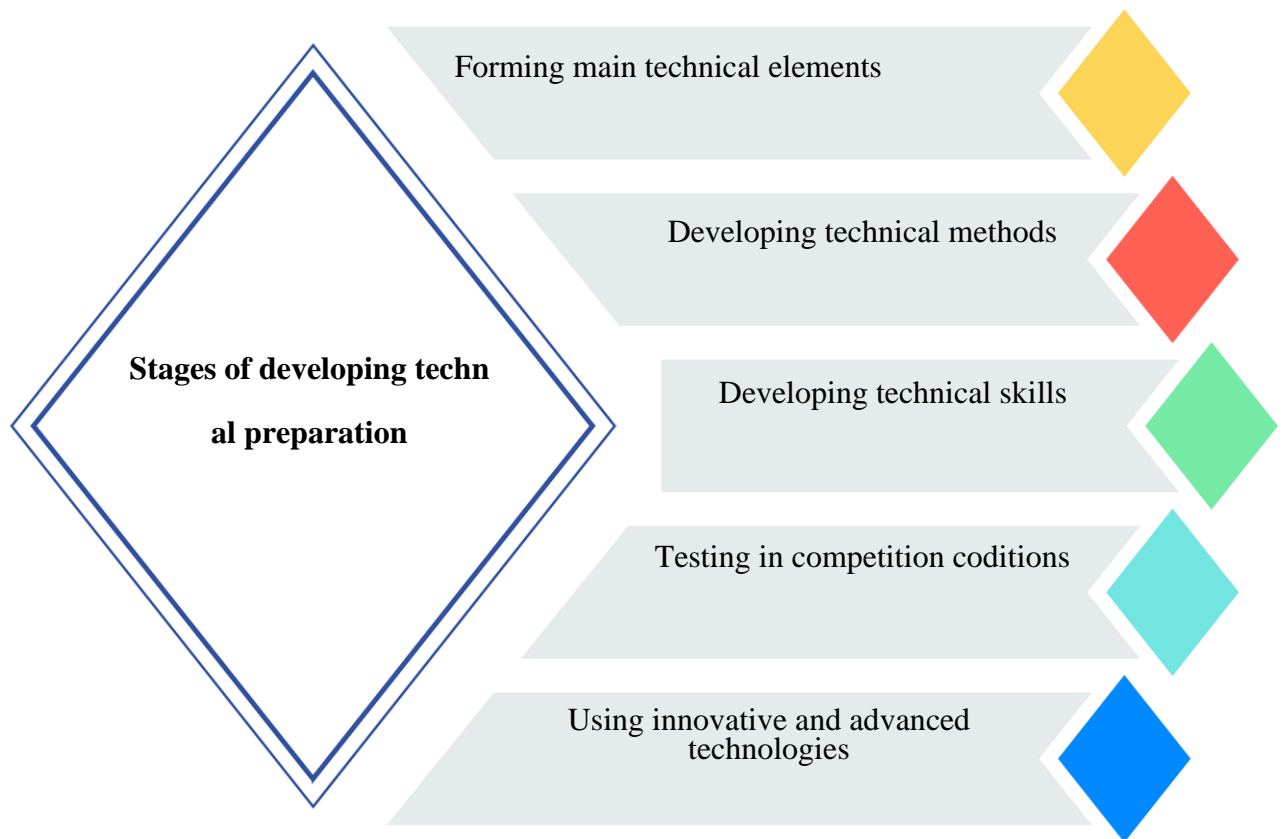 Forming main technical elements
Developing technical methods
Stages of developing techn
al preparation
Developing technical skills
Testing in competition coditions
Using innovative and advanced
technologies